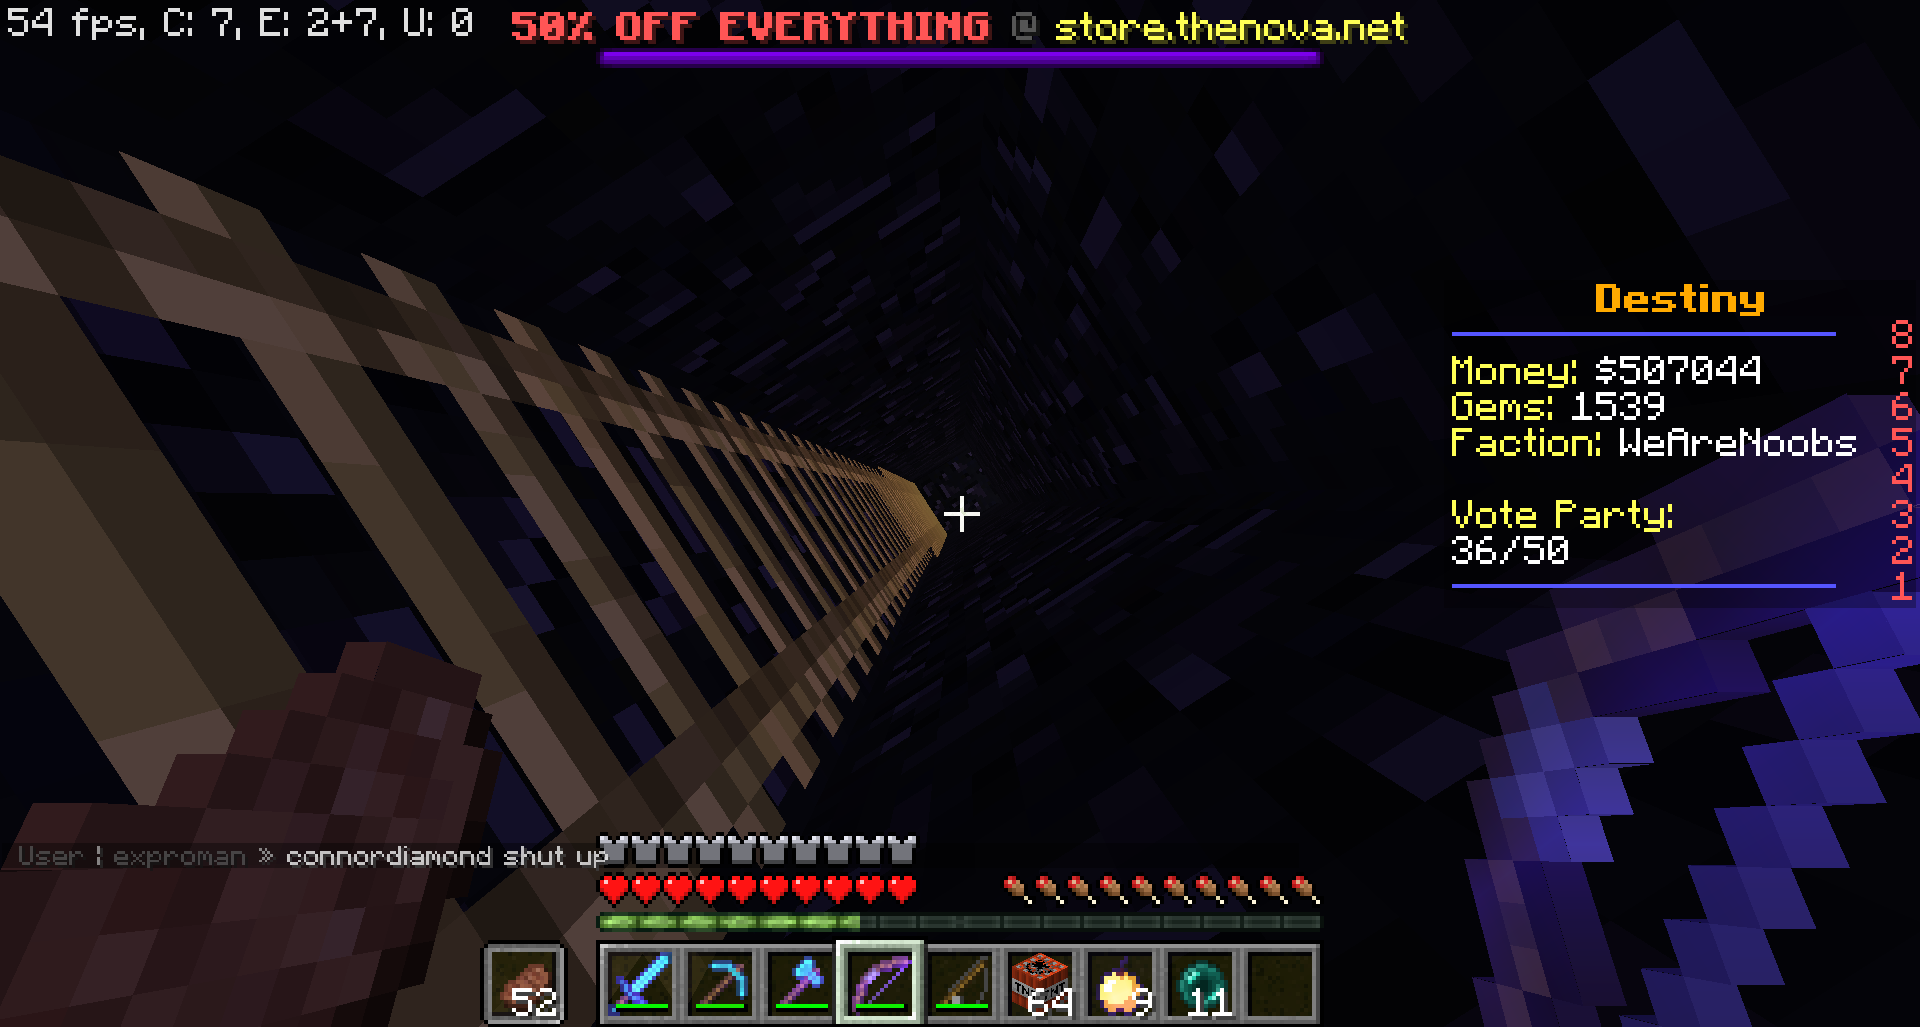 54 fps, C: 7, E: 2+7, U: 0
50% OFF EVERYTHING @ store.thenova.net
Destiny
8
Money: $507044 7
Gems: 1539 6
Faction: WeAreNoobs 5
4
Vote Party: 3
36/50 2
1
User ¦ exproman » connordiamond shut up
52
TNT 64
9
11